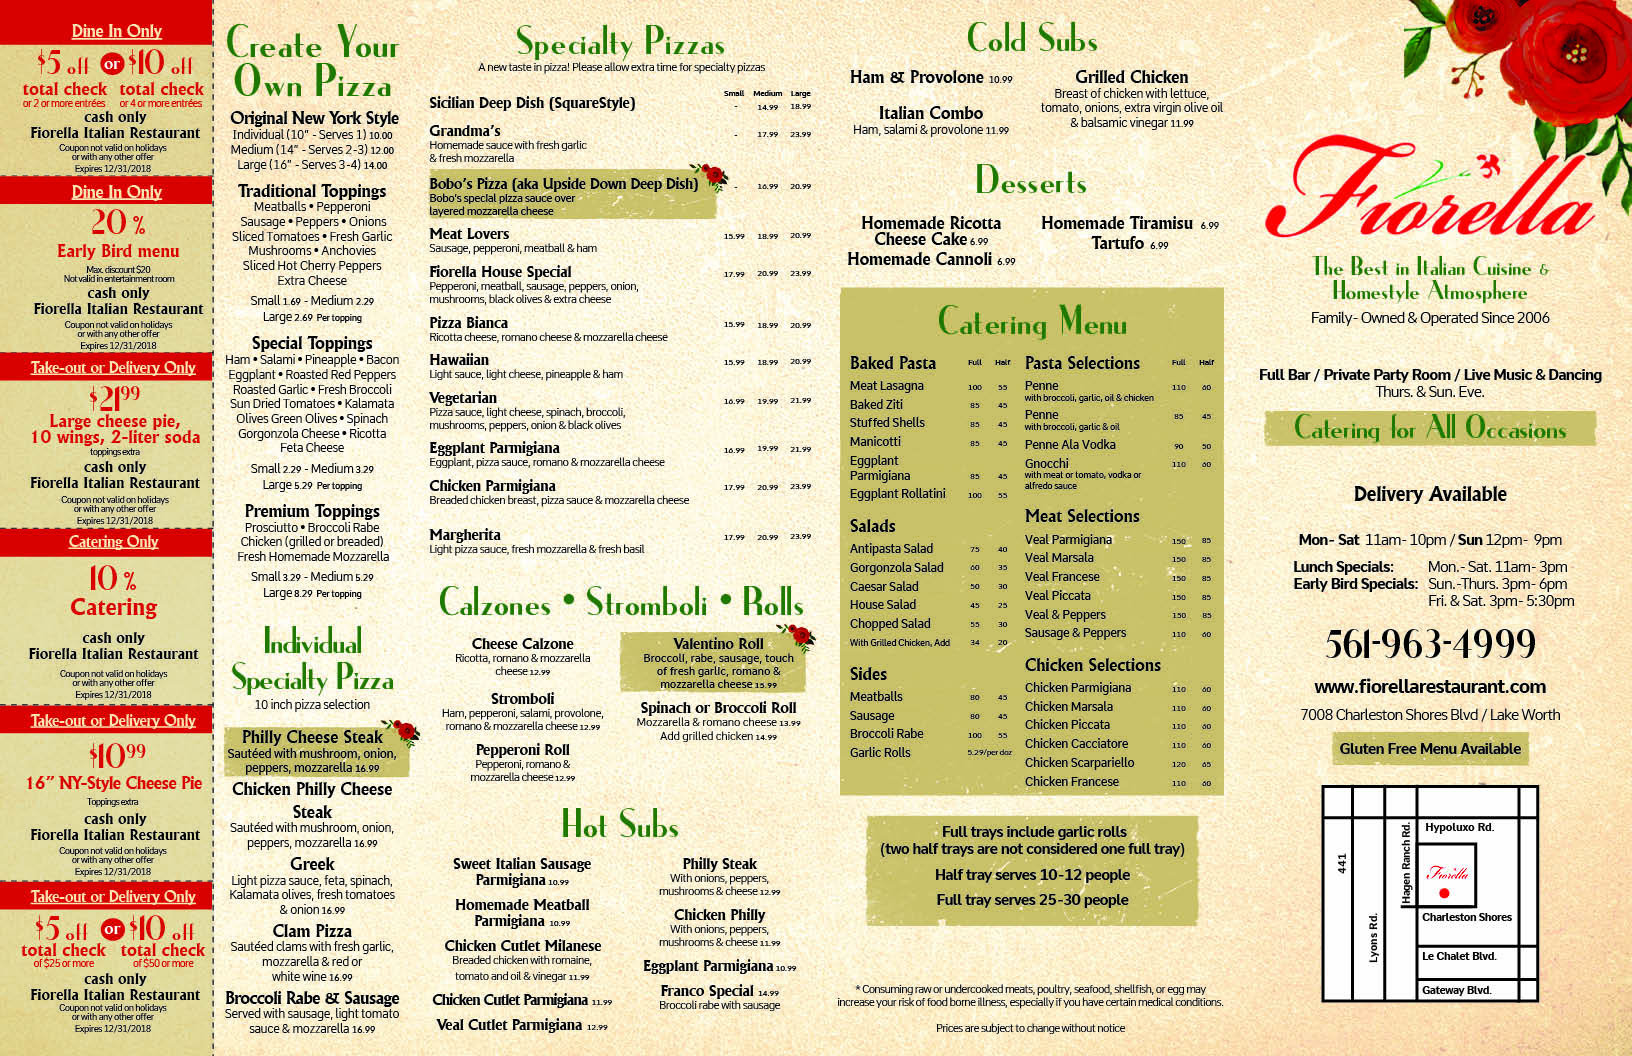 Dine In Only
$5 off or $10 off
total check total check
or 2 or more entrées or 4 or more entrées
cash only
Fiorella Italian Restaurant
Coupon not valid on holidays
or with any other offer
Expires 12/31/2018
Dine In Only
20 %
Early Bird menu
Max. discount $20
Not valid in entertainment room
cash only
Fiorella Italian Restaurant
Coupon not valid on holidays
or with any other offer
Expires 12/31/2018
Take-out or Delivery Only
$21.99
Large cheese pie,
10 wings, 2-liter soda
toppings extra
cash only
Fiorella Italian Restaurant
Coupon not valid on holidays
or with any other offer
Expires 12/31/2018
Catering Only
10 %
Catering
cash only
Fiorella Italian Restaurant
Coupon not valid on holidays
or with any other offer
Expires 12/31/2018
Take-out or Delivery Only
$10.99
16” NY-Style Cheese Pie
Toppings extra
cash only
Fiorella Italian Restaurant
Coupon not valid on holidays
or with any other offer
Expires 12/31/2018
Take-out or Delivery Only
$5 off or $10 off
total check total check
of $25 or more of $50 or more
cash only
Fiorella Italian Restaurant
Coupon not valid on holidays
or with any other offer
Expires 12/31/2018
Create Your
Own Pizza
Original New York Style
Individual (10" - Serves 1) 10.00
Medium (14" - Serves 2-3) 12.00
Large (16" - Serves 3-4) 14.00
Traditional Toppings
Meatballs • Pepperoni
Sausage • Peppers • Onions
Sliced Tomatoes • Fresh Garlic
Mushrooms • Anchovies
Sliced Hot Cherry Peppers
Extra Cheese
Small 1.69 - Medium 2.29
Large 2.69 Per topping
Special Toppings
Ham • Salami • Pineapple • Bacon
Eggplant • Roasted Red Peppers
Roasted Garlic • Fresh Broccoli
Sun Dried Tomatoes • Kalamata
Olives Green Olives • Spinach
Gorgonzola Cheese • Ricotta
Feta Cheese
Small 2.29 - Medium 3.29
Large 5.29 Per topping
Premium Toppings
Prosciutto • Broccoli Rabe
Chicken (grilled or breaded)
Fresh Homemade Mozzarella
Small 3.29 - Medium 5.29
Large 8.29 Per topping
Individual
Specialty Pizza
10 inch pizza selection
Philly Cheese Steak
Sautéed with mushroom, onion,
peppers, mozzarella 16.99
Chicken Philly Cheese
Steak
Sautéed with mushroom, onion,
peppers, mozzarella 16.99
Greek
Light pizza sauce, feta, spinach,
Kalamata olives, fresh tomatoes
& onion 16.99
Clam Pizza
Sautéed clams with fresh garlic,
mozzarella & red or
white wine 16.99
Broccoli Rabe & Sausage
Served with sausage, light tomato
sauce & mozzarella 16.99
Specialty Pizzas
A new taste in pizza! Please allow extra time for specialty pizzas
Small Medium Large
Sicilian Deep Dish (SquareStyle) - 14.99 18.99
Grandma's - 17.99 23.99
Homemade sauce with fresh garlic
& fresh mozzarella
Bobo's Pizza (aka Upside Down Deep Dish) - 16.99 20.99
Bobo's special pizza sauce over
layered mozzarella cheese
Meat Lovers 15.99 18.99 20.99
Sausage, pepperoni, meatball & ham
Fiorella House Special 17.99 20.99 23.99
Pepperoni, meatball, sausage, peppers, onion,
mushrooms, black olives & extra cheese
Pizza Bianca 15.99 18.99 20.99
Ricotta cheese, romano cheese & mozzarella cheese
Hawaiian 15.99 18.99 20.99
Light sauce, light cheese, pineapple & ham
Vegetarian 16.99 19.99 21.99
Pizza sauce, light cheese, spinach, broccoli,
mushrooms, peppers, onion & black olives
Eggplant Parmigiana 16.99 19.99 21.99
Eggplant, pizza sauce, romano & mozzarella cheese
Chicken Parmigiana 17.99 20.99 23.99
Breaded chicken breast, pizza sauce & mozzarella cheese
Margherita 17.99 20.99 23.99
Light pizza sauce, fresh mozzarella & fresh basil
Calzones • Stromboli • Rolls
Cheese Calzone
Ricotta, romano & mozzarella
cheese 12.99
Stromboli
Ham, pepperoni, salami, provolone,
romano & mozzarella cheese 12.99
Pepperoni Roll
Pepperoni, romano &
mozzarella cheese 12.99
Valentino Roll
Broccoli, rabe, sausage, touch
of fresh garlic, romano &
mozzarella cheese 15.99
Spinach or Broccoli Roll
Mozzarella & romano cheese 13.99
Add grilled chicken 14.99
Hot Subs
Sweet Italian Sausage
Parmigiana 10.99
Homemade Meatball
Parmigiana 10.99
Chicken Cutlet Milanese
Breaded chicken with romaine,
tomato and oil & vinegar 11.99
Chicken Cutlet Parmigiana 11.99
Veal Cutlet Parmigiana 12.99
Philly Steak
With onions, peppers,
mushrooms & cheese 12.99
Chicken Philly
With onions, peppers,
mushrooms & cheese 11.99
Eggplant Parmigiana 10.99
Franco Special 14.99
Broccoli rabe with sausage
Cold Subs
Ham & Provolone 10.99
Italian Combo
Ham, salami & provolone 11.99
Grilled Chicken
Breast of chicken with lettuce,
tomato, onions, extra virgin olive oil
& balsamic vinegar 11.99
Desserts
Homemade Ricotta
Cheese Cake 6.99
Homemade Cannoli 6.99
Homemade Tiramisu 6.99
Tartufo 6.99
Catering Menu
Baked Pasta Full Half
Meat Lasagna 100 55
Baked Ziti 85 45
Stuffed Shells 85 45
Manicotti 85 45
Eggplant
Parmigiana 85 45
Eggplant Rollatini 100 55
Salads
Antipasta Salad 75 40
Gorgonzola Salad 60 35
Caesar Salad 50 30
House Salad 45 25
Chopped Salad 55 30
With Grilled Chicken, Add 34 20
Sides
Meatballs 80 45
Sausage 80 45
Broccoli Rabe 100 55
Garlic Rolls 5.29/per doz
Pasta Selections Full Half
Penne 110 60
with broccoli, garlic, oil & chicken
Penne 85 45
with broccoli, garlic & oil
Penne Ala Vodka 90 50
Gnocchi 110 60
with meat or tomato, vodka or
alfredo sauce
Meat Selections
Veal Parmigiana 150 85
Veal Marsala 150 85
Veal Francese 150 85
Veal Piccata 150 85
Veal & Peppers 150 85
Sausage & Peppers 110 60
Chicken Selections
Chicken Parmigiana 110 60
Chicken Marsala 110 60
Chicken Piccata 110 60
Chicken Cacciatore 110 60
Chicken Scarpariello 120 65
Chicken Francese 110 60
Full trays include garlic rolls
(two half trays are not considered one full tray)
Half tray serves 10-12 people
Full tray serves 25-30 people
* Consuming raw or undercooked meats, poultry, seafood, shellfish, or egg may
increase your risk of food borne illness, especially if you have certain medical conditions.
Prices are subject to change without notice
Fiorella
The Best in Italian Cuisine &
Homestyle Atmosphere
Family- Owned & Operated Since 2006
Full Bar / Private Party Room / Live Music & Dancing
Thurs. & Sun. Eve.
Catering for All Occasions
Delivery Available
Mon- Sat 11am- 10pm / Sun 12pm- 9pm
Lunch Specials: Mon.- Sat. 11am- 3pm
Early Bird Specials: Sun.-Thurs. 3pm- 6pm
Fri. & Sat. 3pm- 5:30pm
561-963-4999
www.fiorellarestaurant.com
7008 Charleston Shores Blvd / Lake Worth
Gluten Free Menu Available
441
Lyons Rd.
Hagen Ranch Rd.
Hypoluxo Rd.
Fiorella
Charleston Shores
Le Chalet Blvd.
Gateway Blvd.